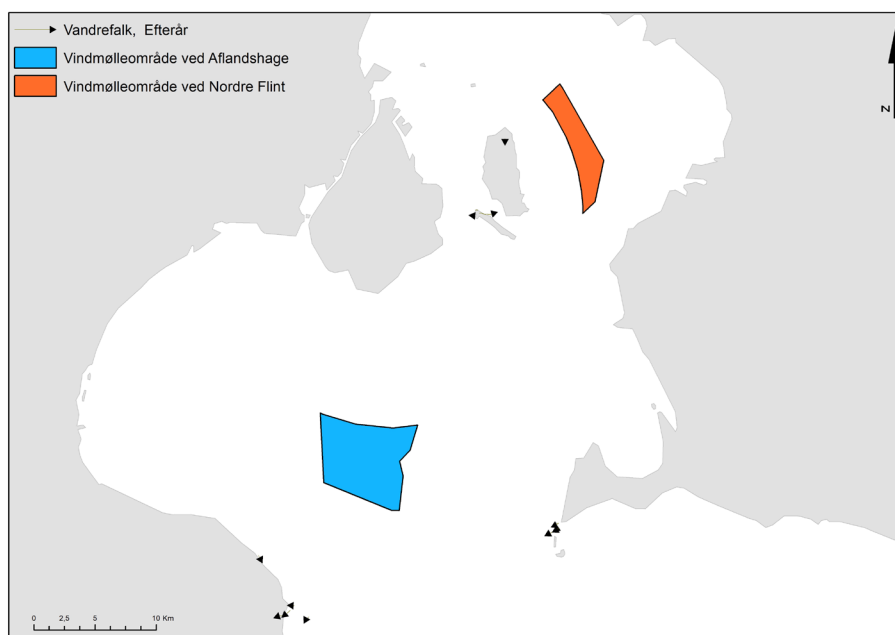 Vandrefalk, Efterår
Vindmølleområde ved Aflandshage
Vindmølleområde ved Nordre Flint
N
0 2,5 5 10 Km